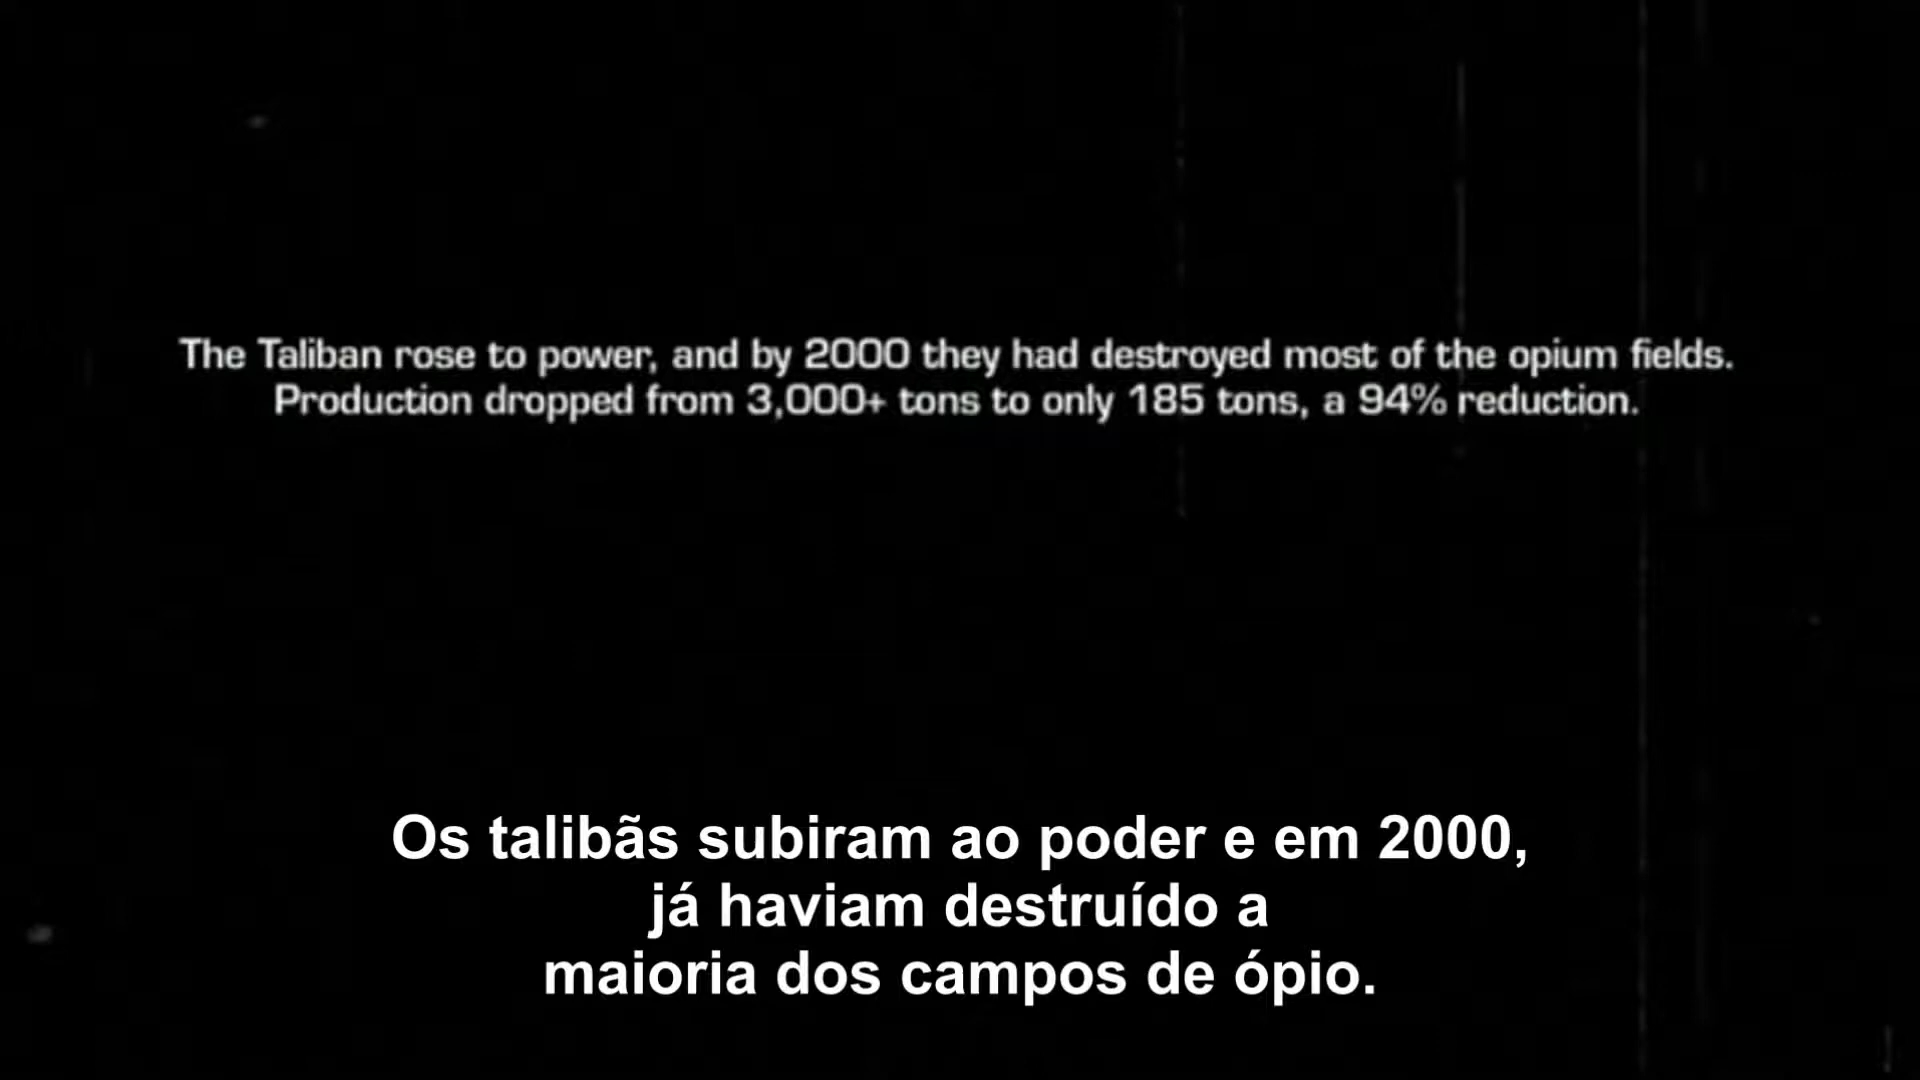 The Taliban rose to power, and by 2000 they had destroyed most of the opium fields.
Production dropped from 3,000+ tons to only 185 tons, a 94% reduction.
Os talibãs subiram ao poder e em 2000,
já haviam destruído a
maioria dos campos de ópio.